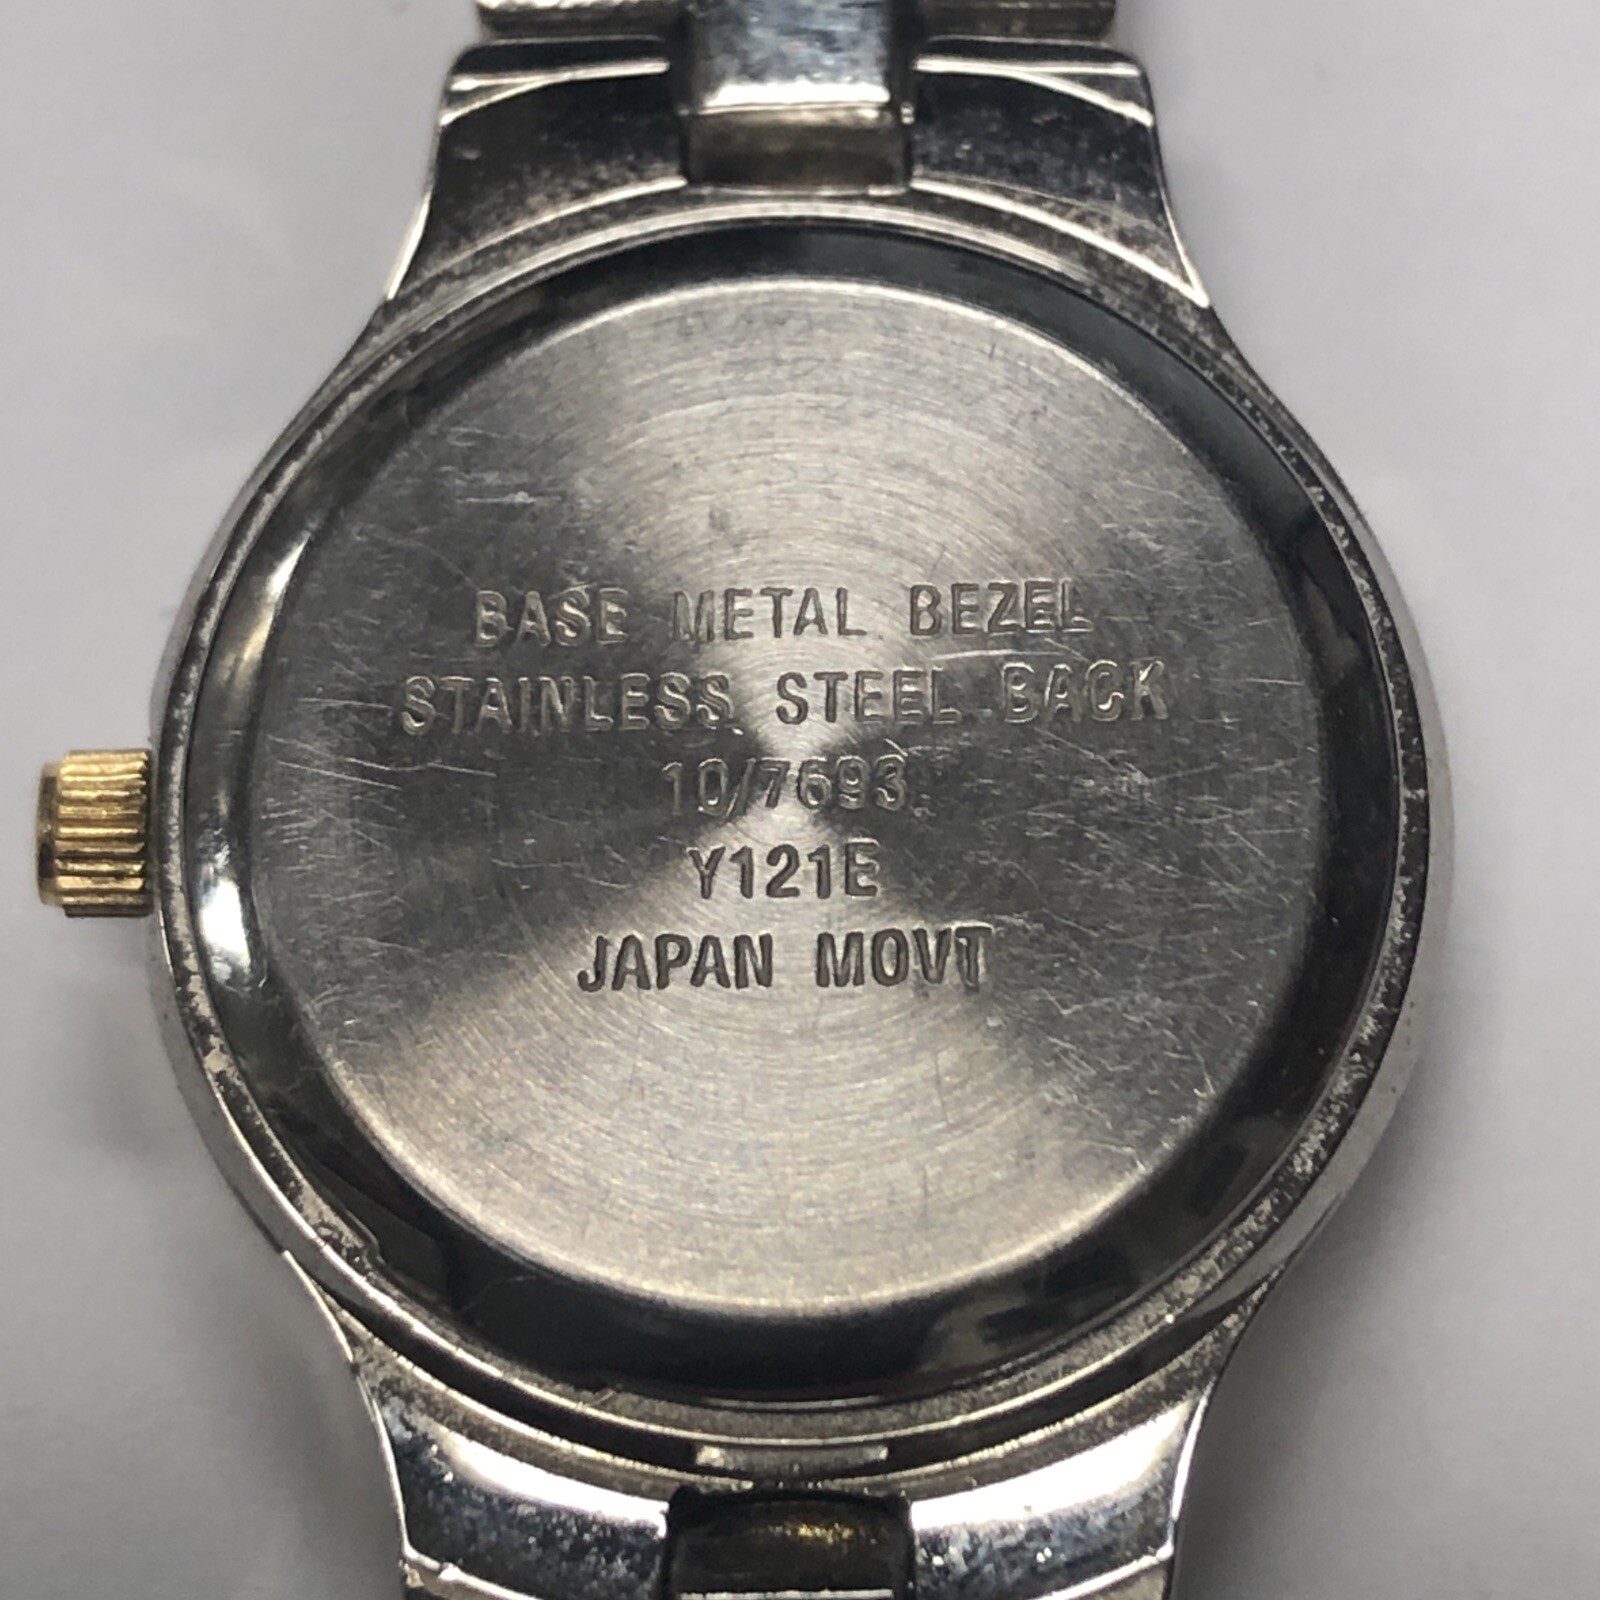 BASE METAL BEZEL
STAINLESS STEEL BACK
10/7693
Y121E
JAPAN MOVT